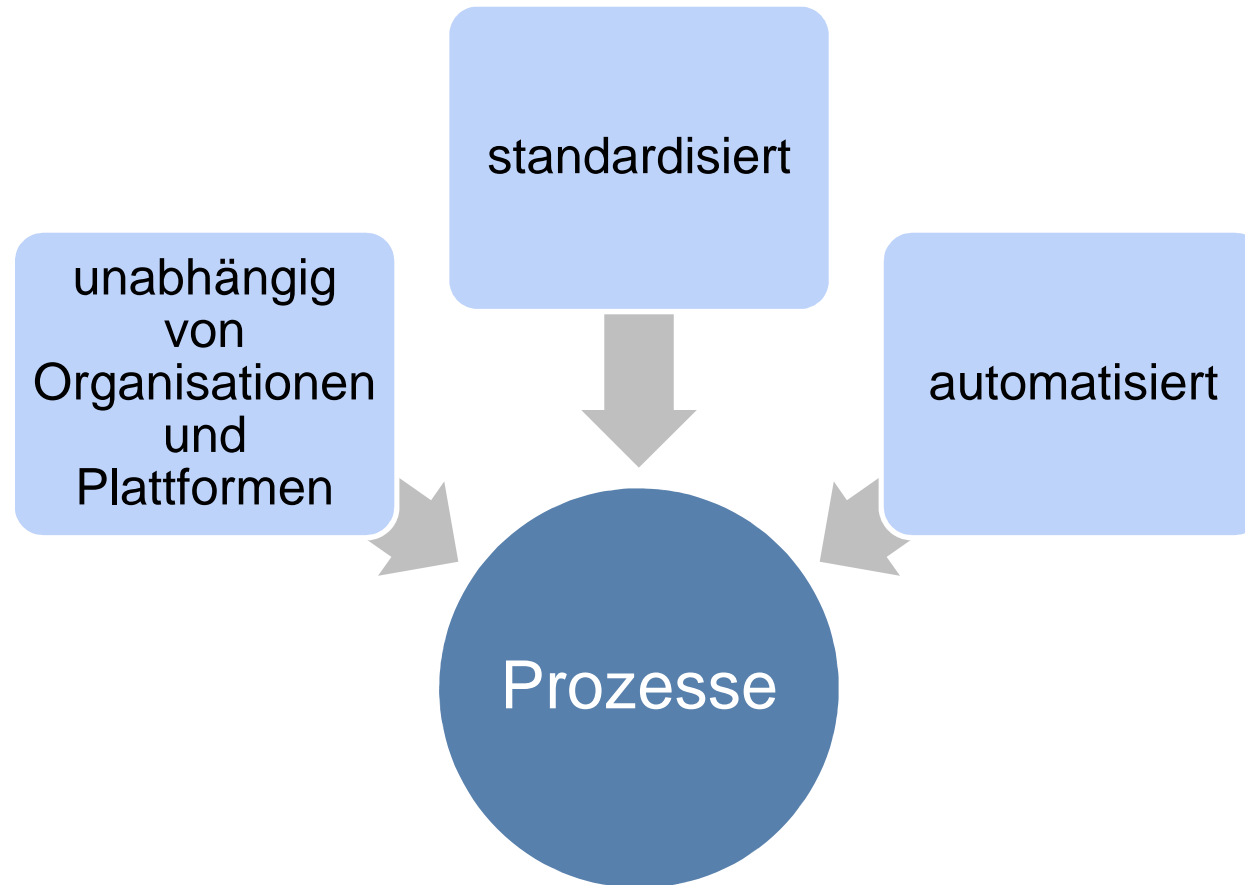 standardisiert
unabhängig
von
Organisationen
und
Plattformen
automatisiert
Prozesse